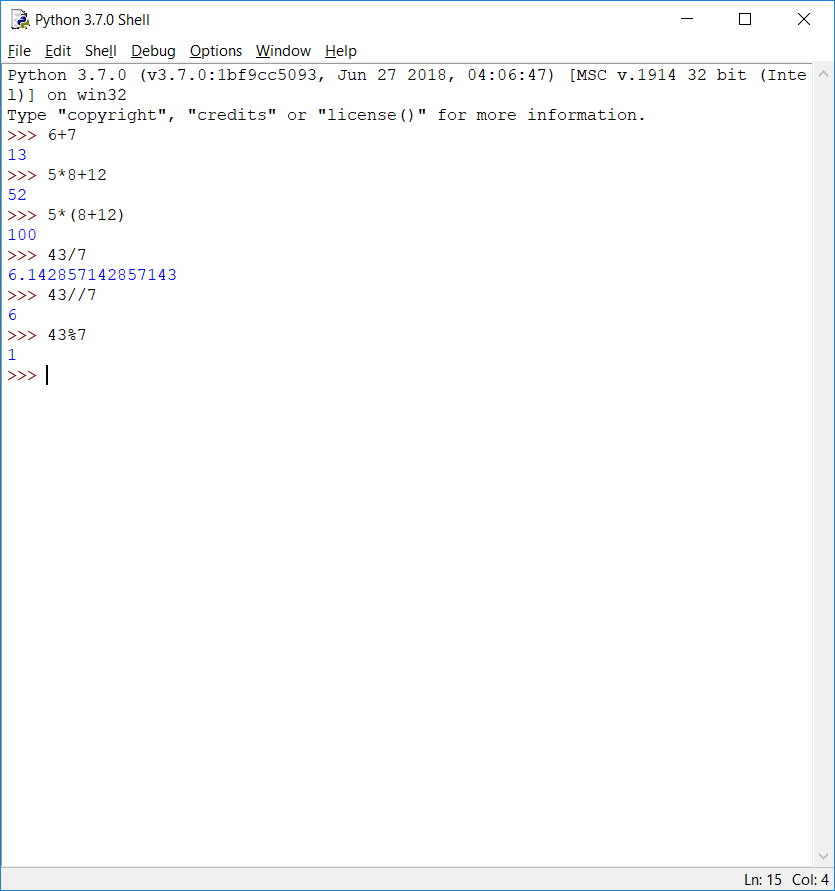 Python 3.7.0 Shell
File Edit Shell Debug Options Window Help
Python 3.7.0 (v3.7.0:1bf9cc5093, Jun 27 2018, 04:06:47) [MSC v.1914 32 bit (Inte
l)] on win32
Type "copyright", "credits" or "license()" for more information.
>>> 6+7
13
>>> 5*8+12
52
>>> 5*(8+12)
100
>>> 43/7
6.142857142857143
>>> 43//7
6
>>> 43%7
1
>>>
Ln: 15 Col: 4